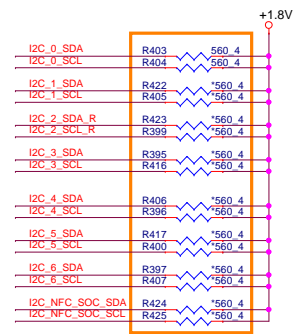 +1.8V
I2C_0_SDA R403 560_4
I2C_0_SCL R404 560_4
I2C_1_SDA R422 *560_4
I2C_1_SCL R405 *560_4
I2C_2_SDA_R R423 *560_4
I2C_2_SCL_R R399 *560_4
I2C_3_SDA R395 *560_4
I2C_3_SCL R416 *560_4
I2C_4_SDA R406 *560_4
I2C_4_SCL R396 *560_4
I2C_5_SDA R417 *560_4
I2C_5_SCL R400 *560_4
I2C_6_SDA R397 *560_4
I2C_6_SCL R407 *560_4
I2C_NFC_SOC_SDA R424 *560_4
I2C_NFC_SOC_SCL R425 *560_4